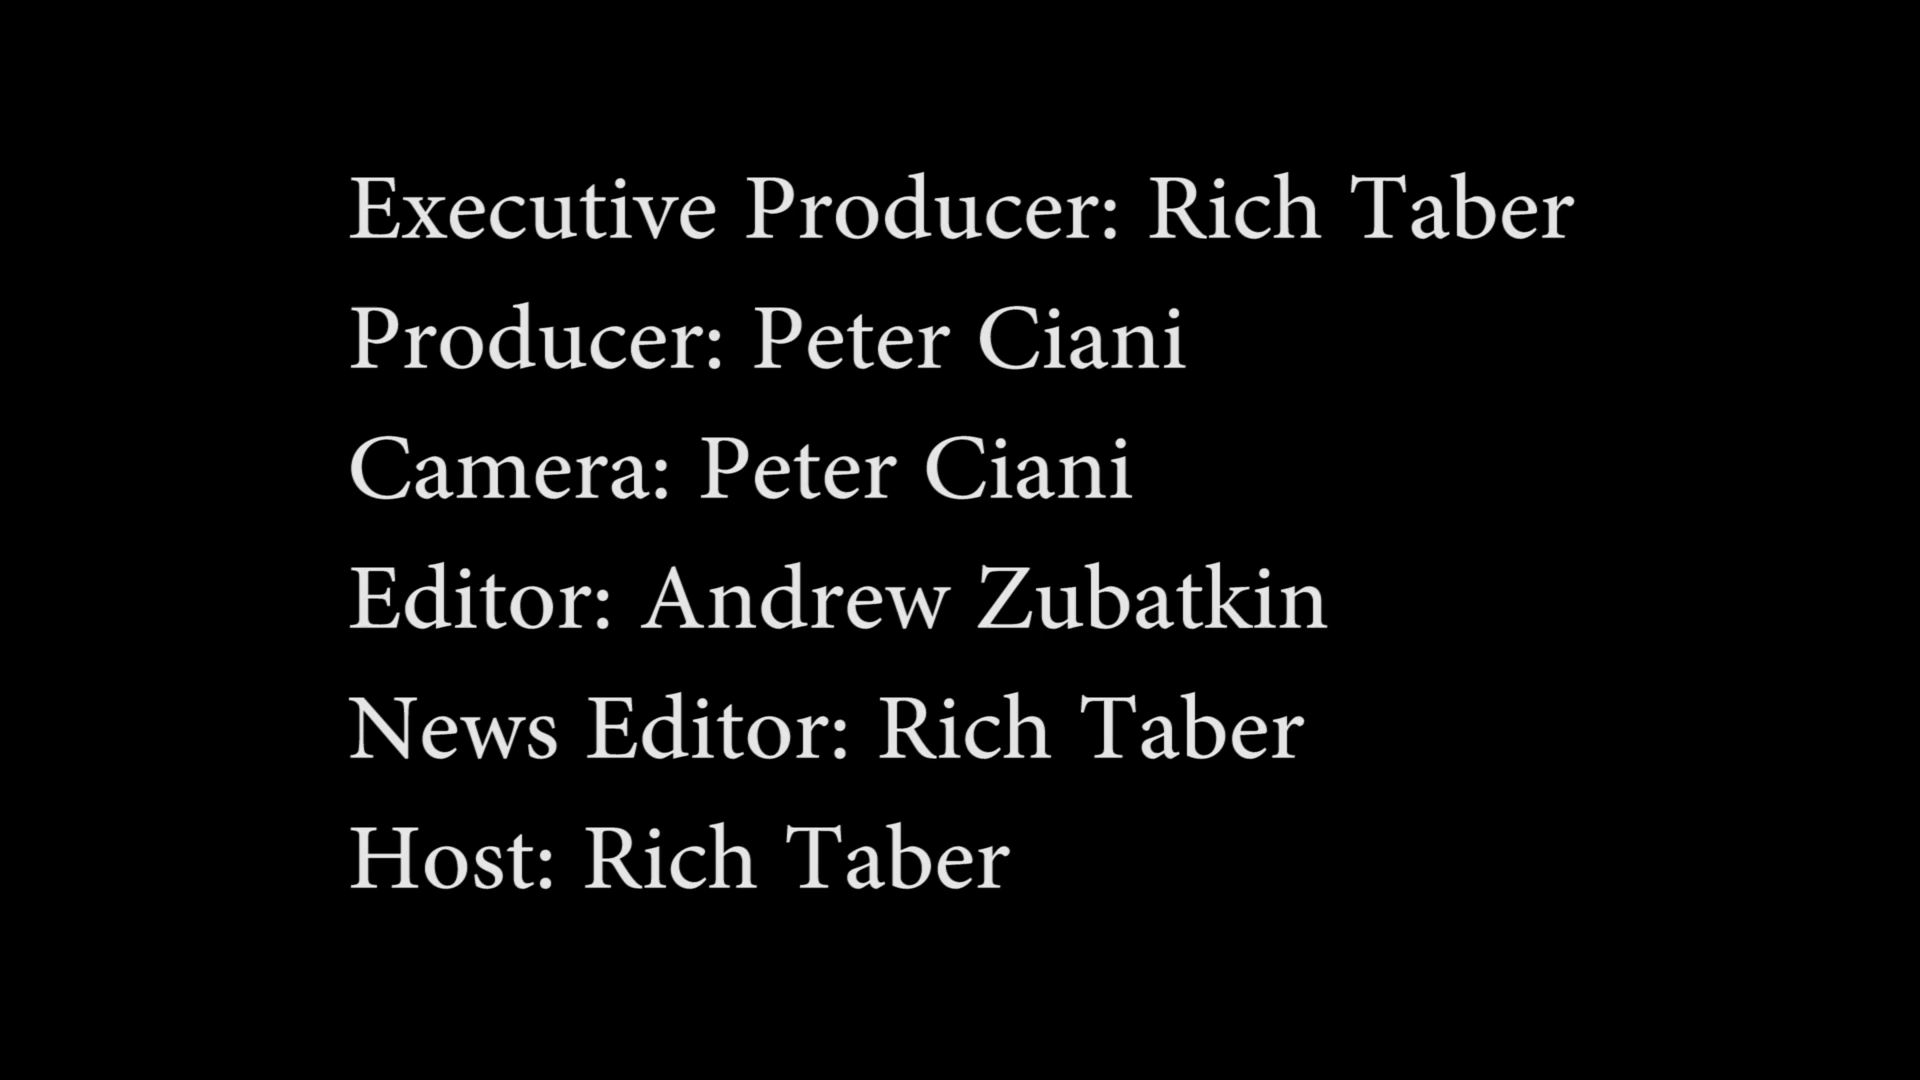 Executive Producer: Rich Taber
Producer: Peter Ciani
Camera: Peter Ciani
Editor: Andrew Zubatkin
News Editor: Rich Taber
Host: Rich Taber